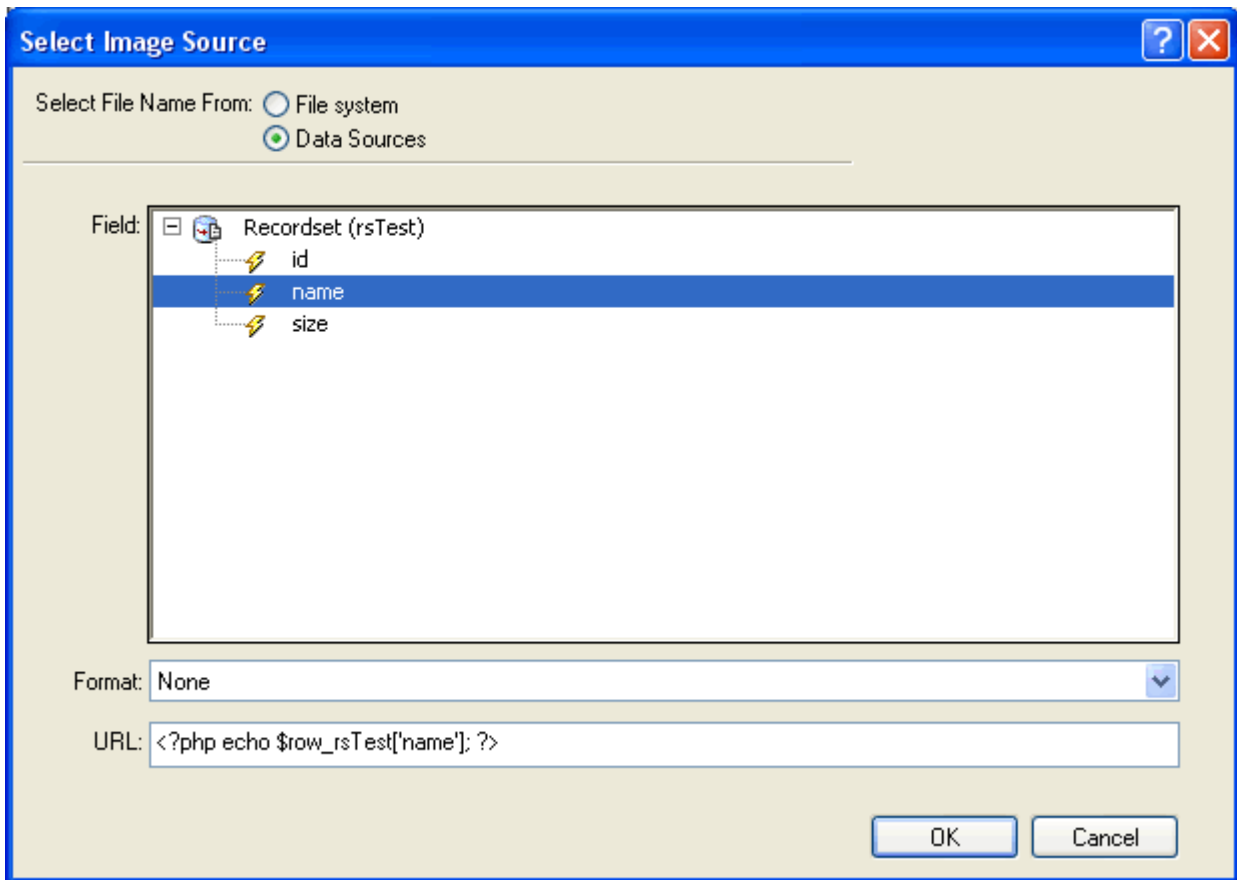 Select Image Source
Select File Name From: File system
Data Sources
Field: Recordset (rsTest)
id
name
size
Format: None
URL: <?php echo $row_rsTest['name']; ?>
OK Cancel